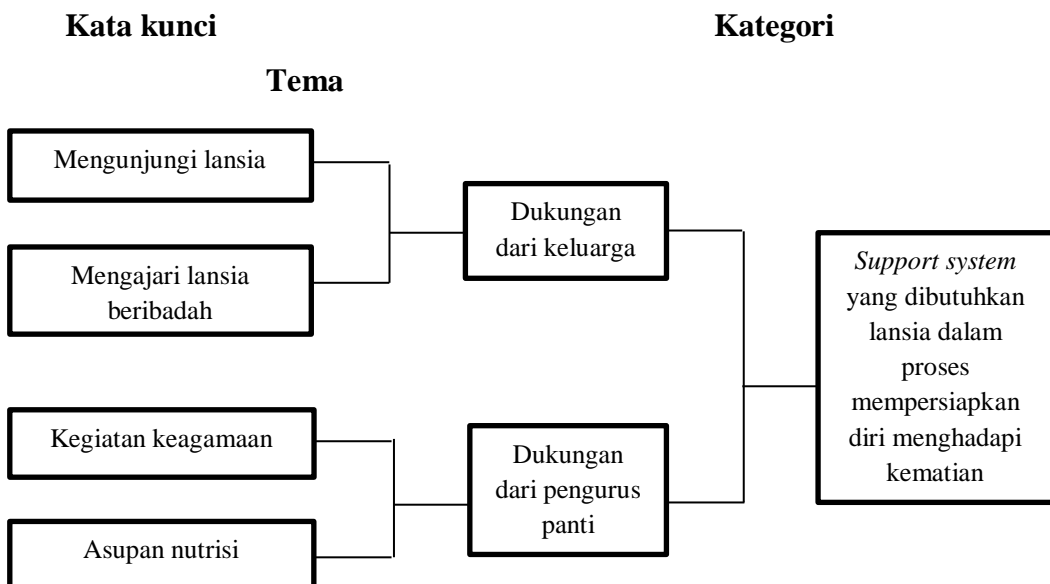 Kata kunci
Kategori
Tema
Mengunjungi lansia
Mengajari lansia
beribadah
Dukungan
dari keluarga
Kegiatan keagamaan
Asupan nutrisi
Dukungan
dari pengurus
panti
Support system
yang dibutuhkan
lansia dalam
proses
mempersiapkan
diri menghadapi
kematian